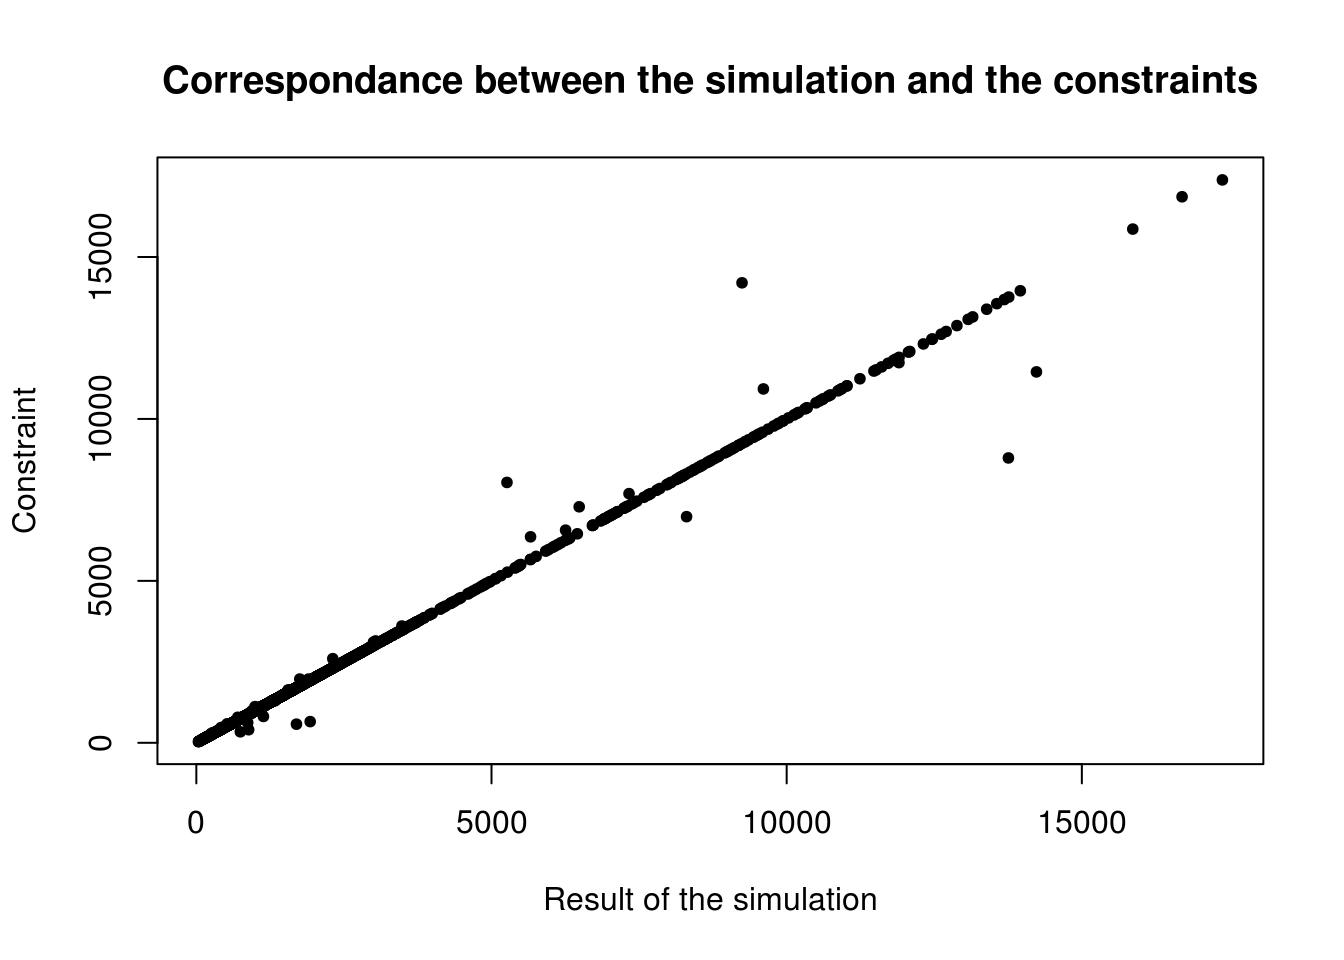 Correspondance between the simulation and the constraints
Constraint
15000
10000
5000
0
0 5000 10000 15000
Result of the simulation